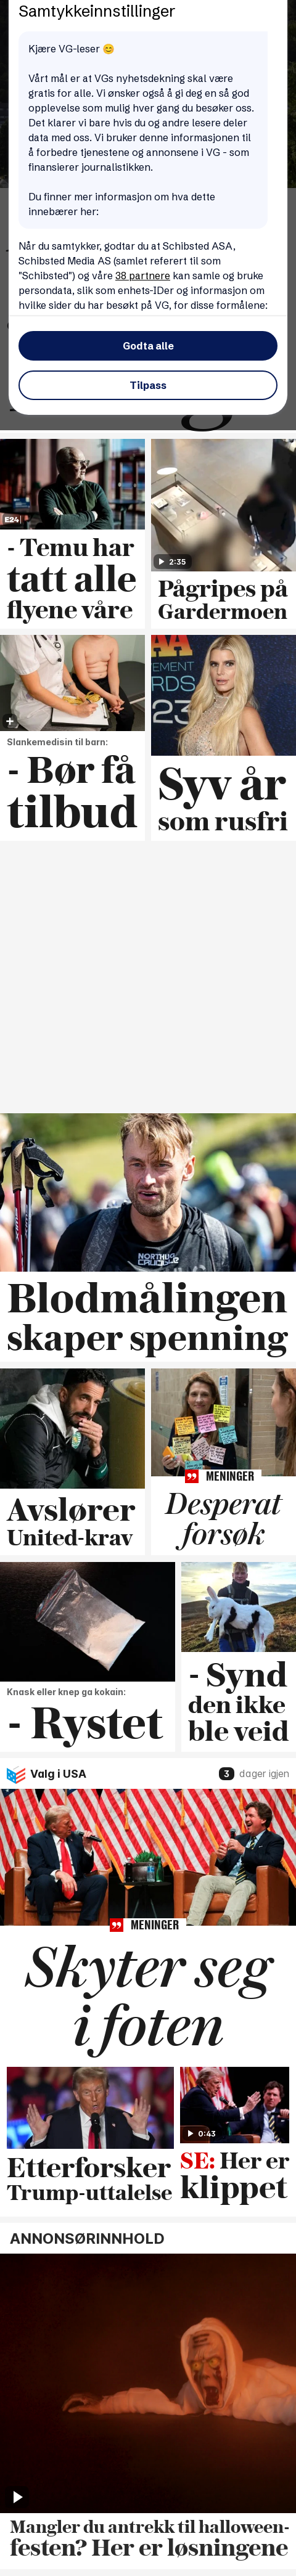 Samtykkeinnstillinger
Kjære VG-leser 😊
Vårt mål er at VGs nyhetsdekning skal være
gratis for alle. Vi ønsker også å gi deg en så god
opplevelse som mulig hver gang du besøker oss.
Det klarer vi bare hvis du og andre lesere deler
data med oss. Vi bruker denne informasjonen til
å forbedre tjenestene og annonsene i VG - som
finansierer journalistikken.
Du finner mer informasjon om hva dette
innebærer her:
Når du samtykker, godtar du at Schibsted ASA,
Schibsted Media AS (samlet referert til som
"Schibsted") og våre 38 partnere kan samle og bruke
persondata, slik som enhets-IDer og informasjon om
hvilke sider du har besøkt på VG, for disse formålene:
Godta alle
Tilpass
E24
- Temu har
tatt alle
flyene våre
2:35
Pågripes på
Gardermoen
Slankemedisin til barn:
- Bør få
tilbud
Syv år
som rusfri
Blodmålingen
skaper spenning
Avslører
United-krav
MENINGER
Desperat
forsøk
Knask eller knep ga kokain:
- Rystet
- Synd
den ikke
ble veid
Valg i USA
3 dager igjen
MENINGER
Skyter seg
i foten
Etterforsker
Trump-uttalelse
0:43
SE: Her er
klippet
ANNONSØRINNHOLD
Mangler du antrekk til halloween-
festen? Her er løsningene